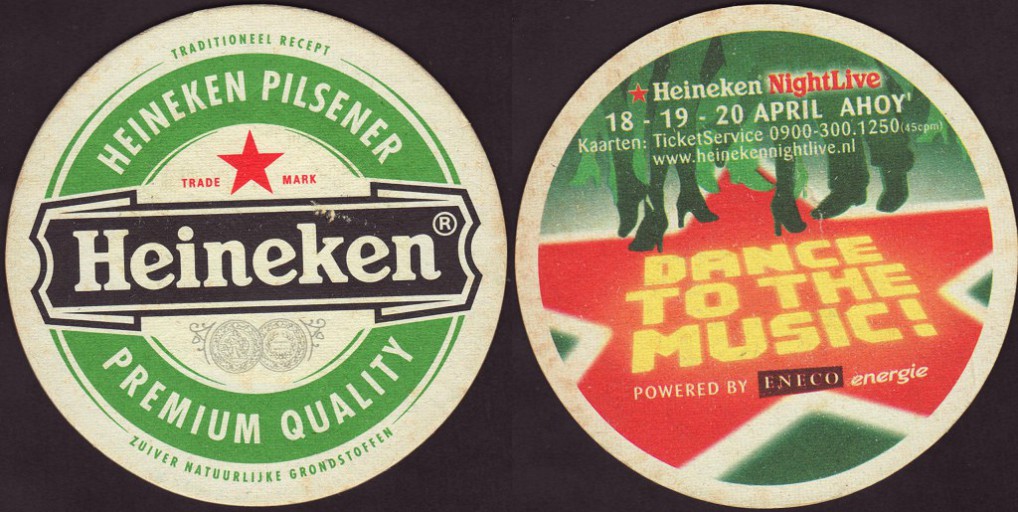 TRADITIONEEL RECEPT
HEINEKEN PILSENER
TRADE MARK
Heineken®
PREMIUM QUALITY
ZUIVER NATUURLIJKE GRONDSTOFFEN
Heineken NightLive
18 - 19 - 20 APRIL AHOY'
Kaarten: TicketService 0900-300.1250(45cpm)
www.heinekennightlive.nl
DANCE
TO THE
MUSIC!
POWERED BY ENECO energie